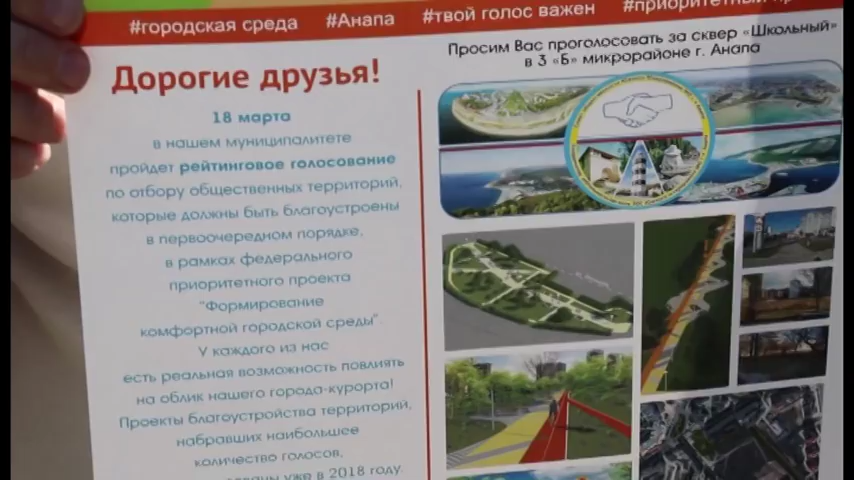 #городская среда #Анапа #твой голос важен
Дорогие друзья!
18 марта
в нашем муниципалитете
пройдет рейтинговое голосование
по отбору общественных территорий,
которые должны быть благоустроены
в первоочередном порядке,
в рамках федерального
приоритетного проекта
"Формирование
комфортной городской среды".
У каждого из нас
есть реальная возможность повлиять
на облик нашего города-курорта!
Проекты благоустройства территорий,
набравших наибольшее
количество голосов,
уже в 2018 году.
Просим Вас проголосовать за сквер «Школьный»
в 3 «Б» микрорайоне г. Анапа